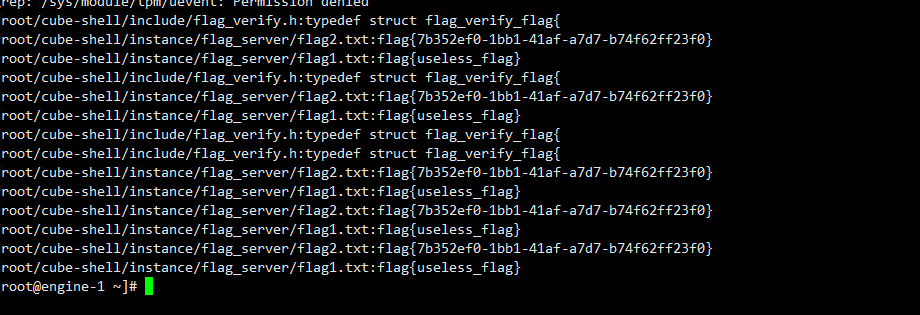 rep: /sys/module/tpm/uevent: Permission denied
root/cube-shell/include/flag_verify.h:typedef struct flag_verify_flag{
root/cube-shell/instance/flag_server/flag2.txt:flag{7b352ef0-1bb1-41af-a7d7-b74f62ff23f0}
root/cube-shell/instance/flag_server/flag1.txt:flag{useless_flag}
root/cube-shell/include/flag_verify.h:typedef struct flag_verify_flag{
root/cube-shell/instance/flag_server/flag2.txt:flag{7b352ef0-1bb1-41af-a7d7-b74f62ff23f0}
root/cube-shell/instance/flag_server/flag1.txt:flag{useless_flag}
root/cube-shell/include/flag_verify.h:typedef struct flag_verify_flag{
root/cube-shell/include/flag_verify.h:typedef struct flag_verify_flag{
root/cube-shell/instance/flag_server/flag2.txt:flag{7b352ef0-1bb1-41af-a7d7-b74f62ff23f0}
root/cube-shell/instance/flag_server/flag1.txt:flag{useless_flag}
root/cube-shell/instance/flag_server/flag2.txt:flag{7b352ef0-1bb1-41af-a7d7-b74f62ff23f0}
root/cube-shell/instance/flag_server/flag1.txt:flag{useless_flag}
root/cube-shell/instance/flag_server/flag2.txt:flag{7b352ef0-1bb1-41af-a7d7-b74f62ff23f0}
root/cube-shell/instance/flag_server/flag1.txt:flag{useless_flag}
root@engine-1 ~]#